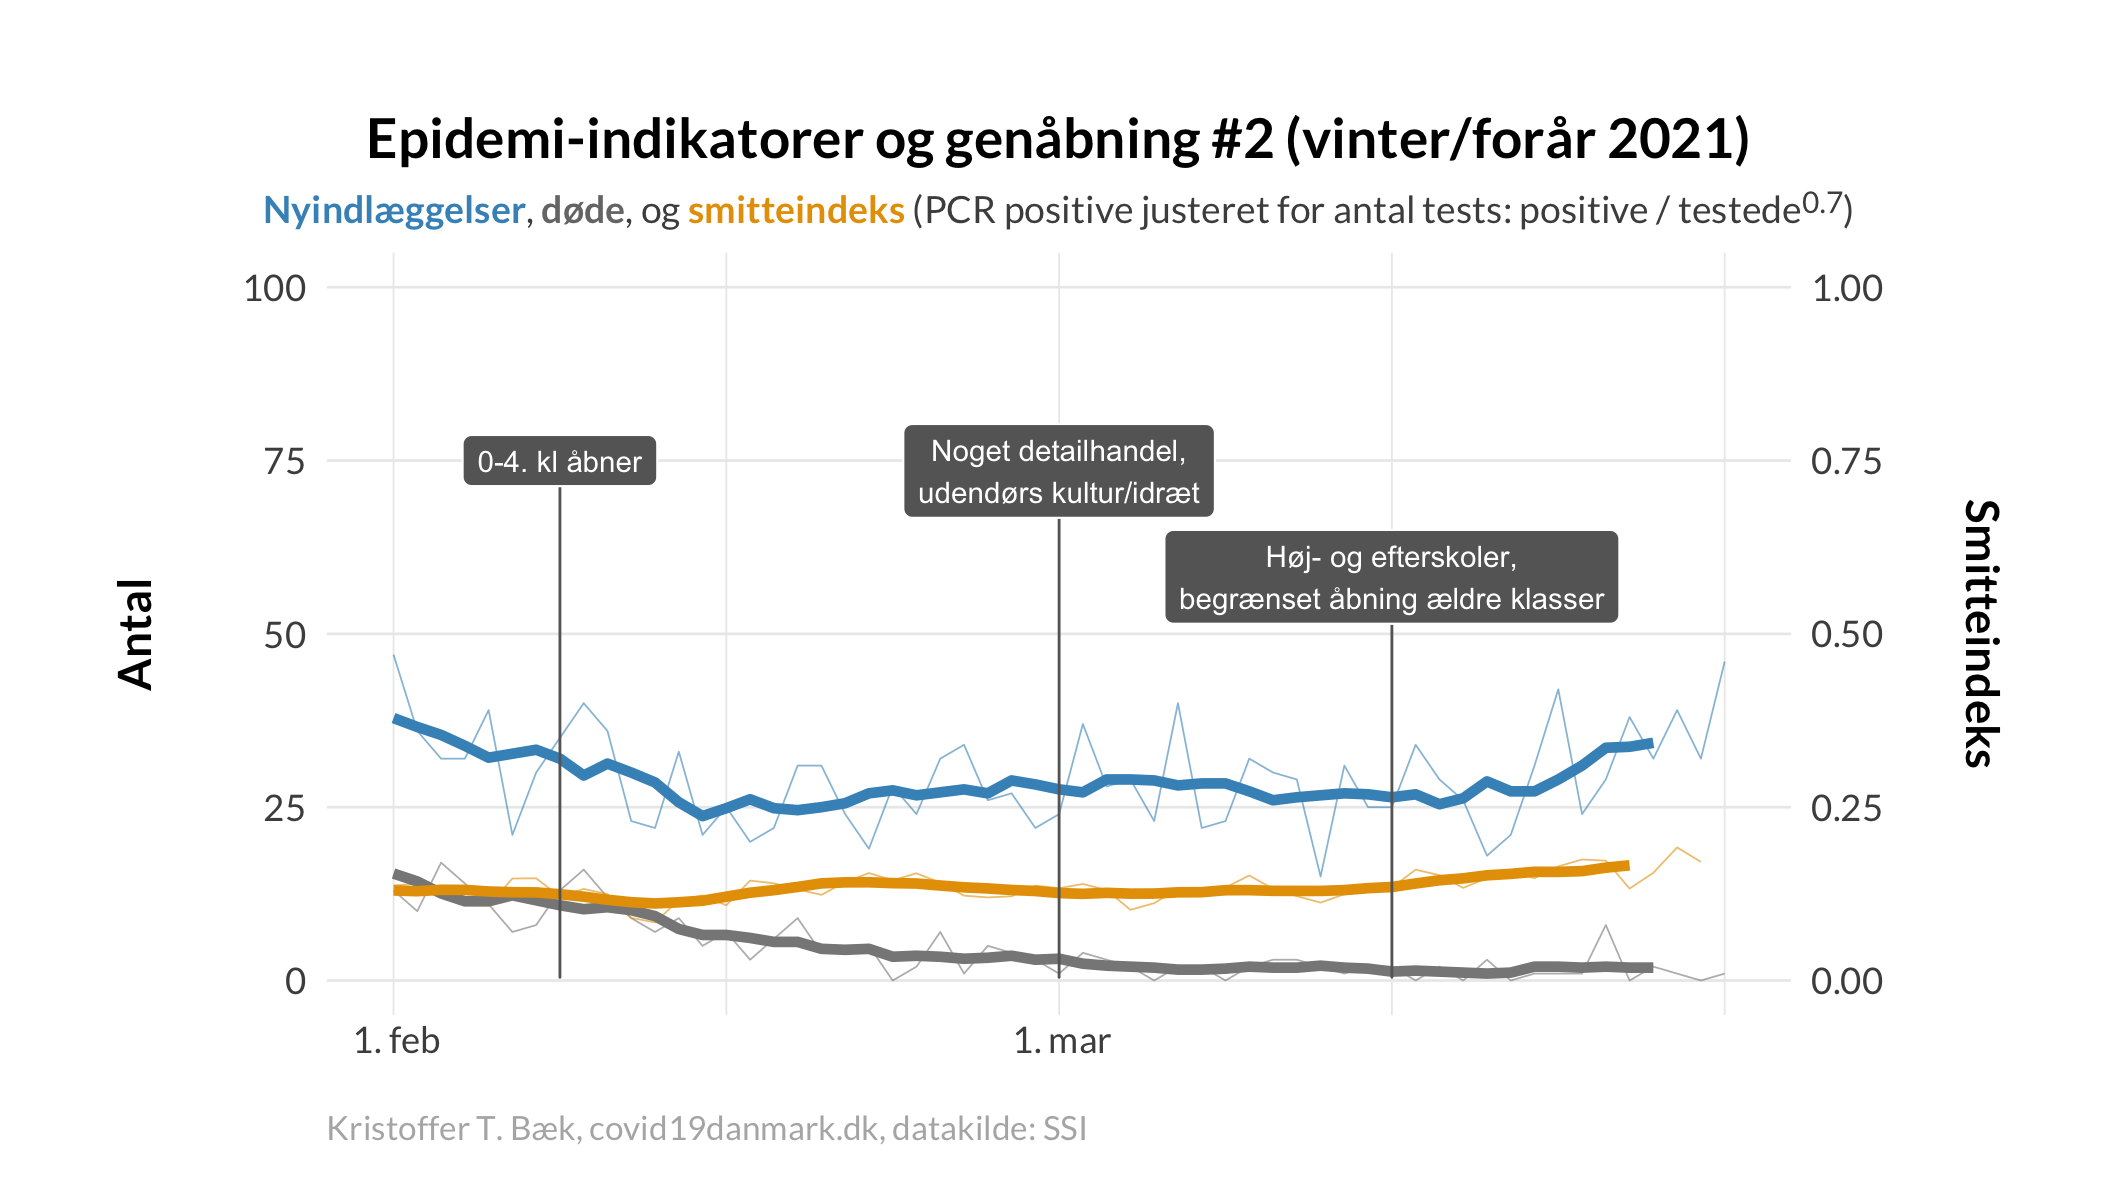 Epidemi-indikatorer og genåbning #2 (vinter/forår 2021)
Nyindlæggelser, døde, og smitteindeks (PCR positive justeret for antal tests: positive / testede^0.7)
100
1.00
0-4. kl åbner
Noget detailhandel,
udendørs kultur/idræt
75
0.75
Høj- og efterskoler,
begrænset åbning ældre klasser
Antal
Smitteindeks
50
0.50
25
0.25
0
0.00
1. feb
1. mar
Kristoffer T. Bæk, covid19danmark.dk, datakilde: SSI